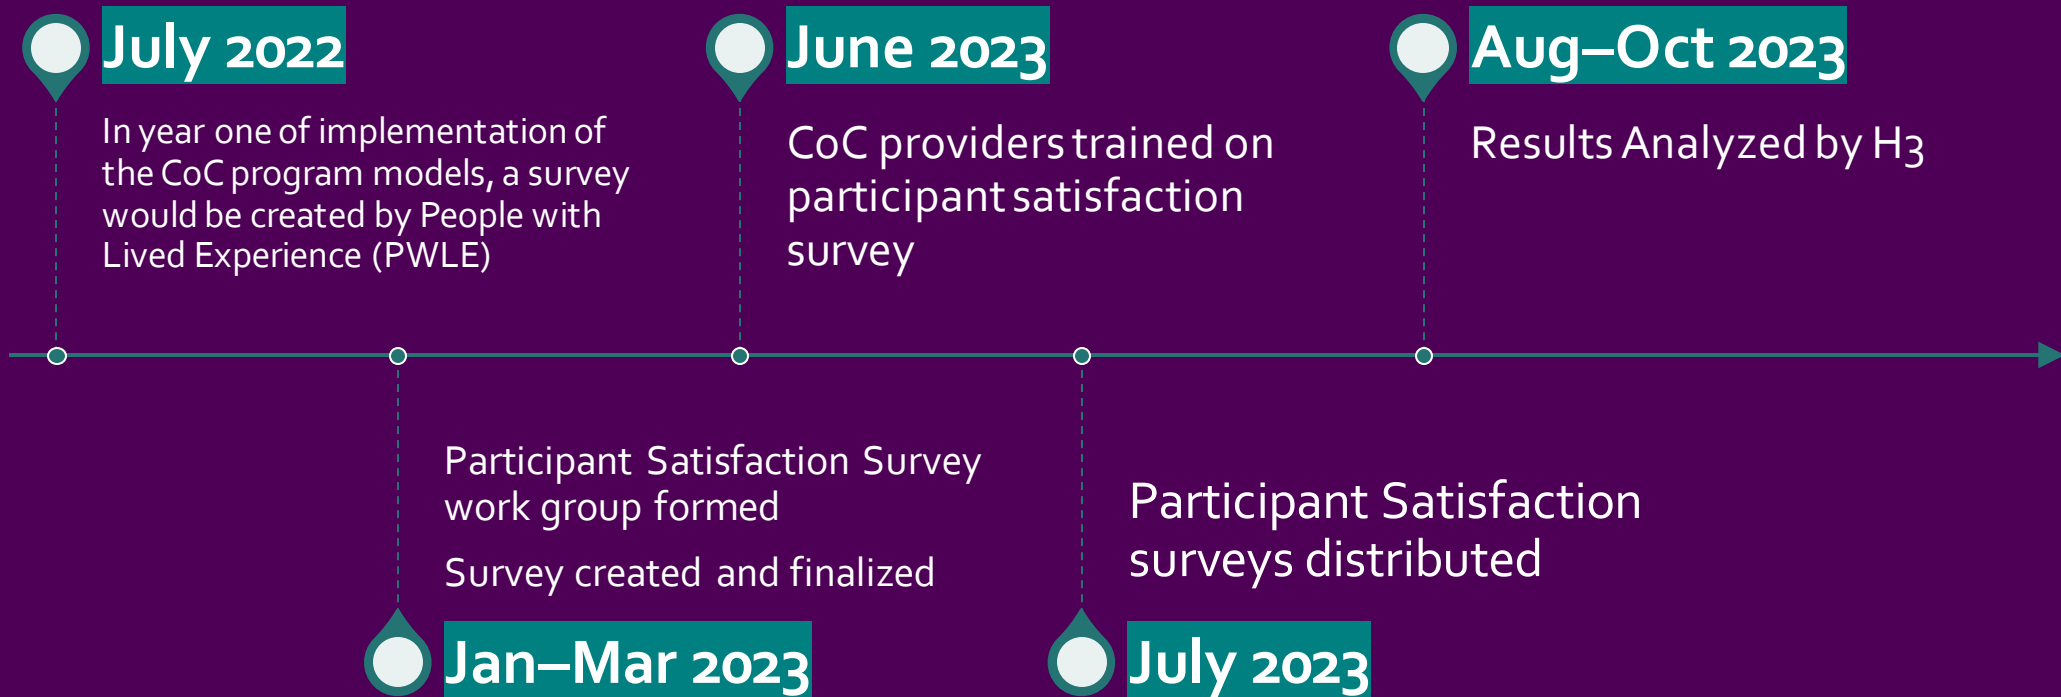 July 2022
In year one of implementation of
the CoC program models, a survey
would be created by People with
Lived Experience (PWLE)
Participant Satisfaction Survey
work group formed
Survey created and finalized
Jan–Mar 2023
June 2023
CoC providers trained on
participant satisfaction
survey
Participant Satisfaction
surveys distributed
July 2023
Aug–Oct 2023
Results Analyzed by H3